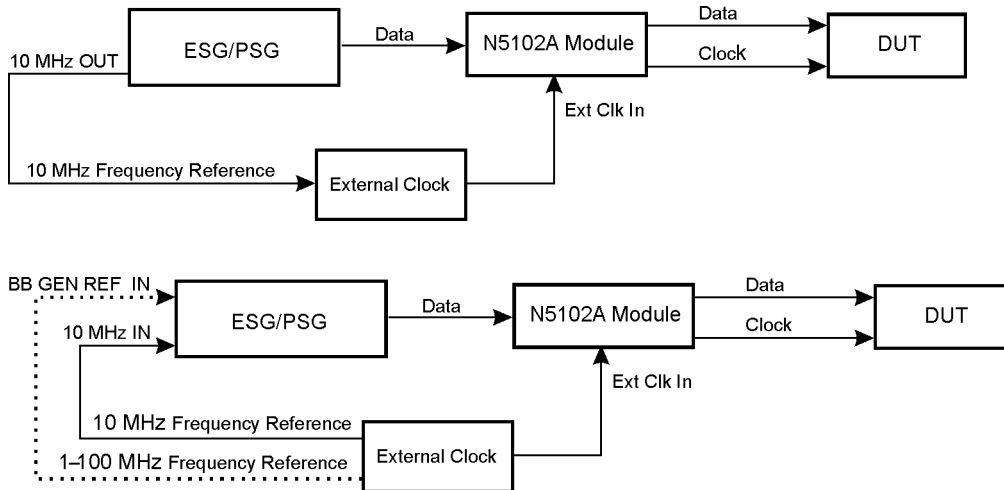 Data
Data
ESG/PSG
N5102A Module
DUT
10 MHz OUT
Clock
Ext Clk In
10 MHz Frequency Reference
External Clock
BB GEN REF IN
Data
Data
ESG/PSG
N5102A Module
DUT
10 MHz IN
Clock
Ext Clk In
10 MHz Frequency Reference
External Clock
1–100 MHz Frequency Reference